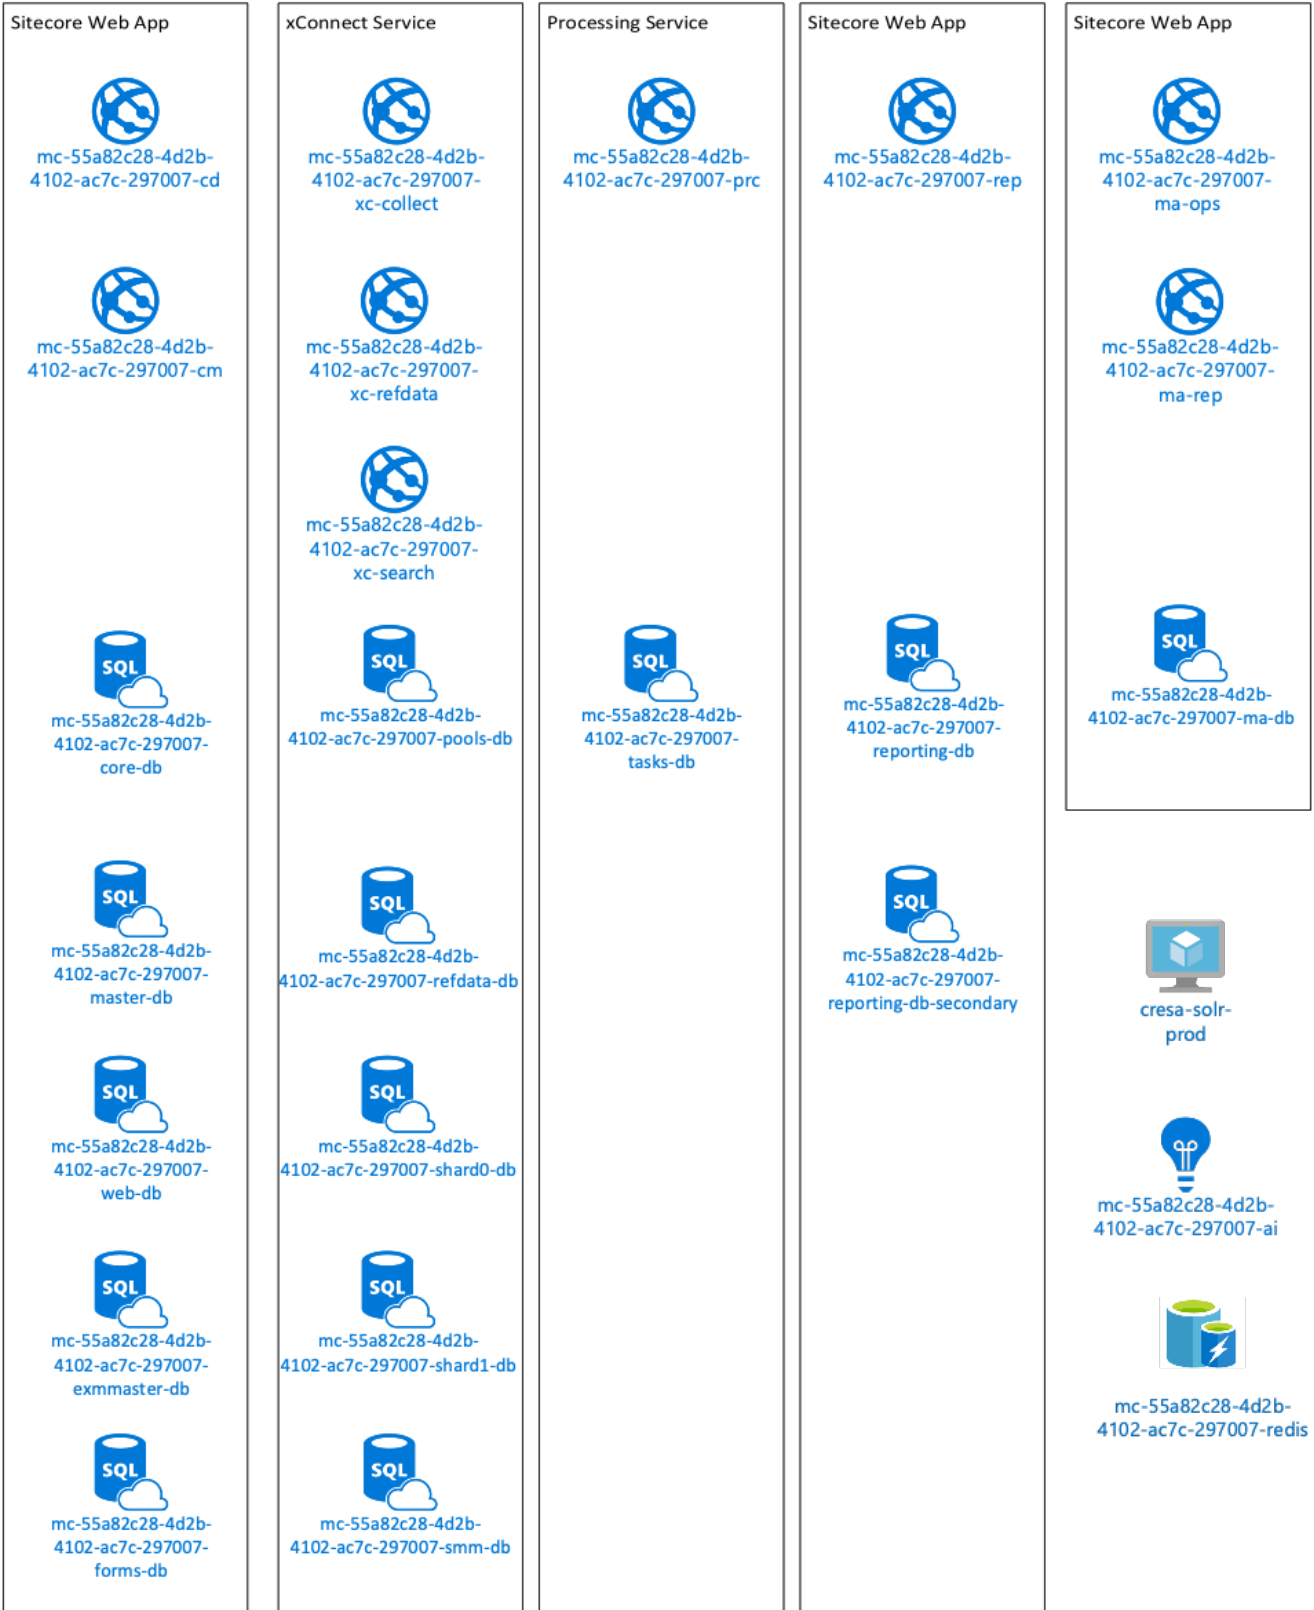 Sitecore Web App
mc-55a82c28-4d2b-
4102-ac7c-297007-cd
mc-55a82c28-4d2b-
4102-ac7c-297007-cm
SQL
mc-55a82c28-4d2b-
4102-ac7c-297007-
core-db
SQL
mc-55a82c28-4d2b-
4102-ac7c-297007-
master-db
SQL
mc-55a82c28-4d2b-
4102-ac7c-297007-
web-db
SQL
mc-55a82c28-4d2b-
4102-ac7c-297007-
exmmaster-db
SQL
mc-55a82c28-4d2b-
4102-ac7c-297007-
forms-db
xConnect Service
mc-55a82c28-4d2b-
4102-ac7c-297007-
xc-collect
mc-55a82c28-4d2b-
4102-ac7c-297007-
xc-refdata
mc-55a82c28-4d2b-
4102-ac7c-297007-
xc-search
SQL
mc-55a82c28-4d2b-
4102-ac7c-297007-pools-db
SQL
mc-55a82c28-4d2b-
4102-ac7c-297007-refdata-db
SQL
mc-55a82c28-4d2b-
4102-ac7c-297007-shard0-db
SQL
mc-55a82c28-4d2b-
4102-ac7c-297007-shard1-db
SQL
mc-55a82c28-4d2b-
4102-ac7c-297007-smm-db
Processing Service
mc-55a82c28-4d2b-
4102-ac7c-297007-prc
SQL
mc-55a82c28-4d2b-
4102-ac7c-297007-
tasks-db
Sitecore Web App
mc-55a82c28-4d2b-
4102-ac7c-297007-rep
SQL
mc-55a82c28-4d2b-
4102-ac7c-297007-
reporting-db
SQL
mc-55a82c28-4d2b-
4102-ac7c-297007-
reporting-db-secondary
Sitecore Web App
mc-55a82c28-4d2b-
4102-ac7c-297007-
ma-ops
mc-55a82c28-4d2b-
4102-ac7c-297007-
ma-rep
SQL
mc-55a82c28-4d2b-
4102-ac7c-297007-ma-db
cresa-solr-
prod
mc-55a82c28-4d2b-
4102-ac7c-297007-ai
mc-55a82c28-4d2b-
4102-ac7c-297007-redis